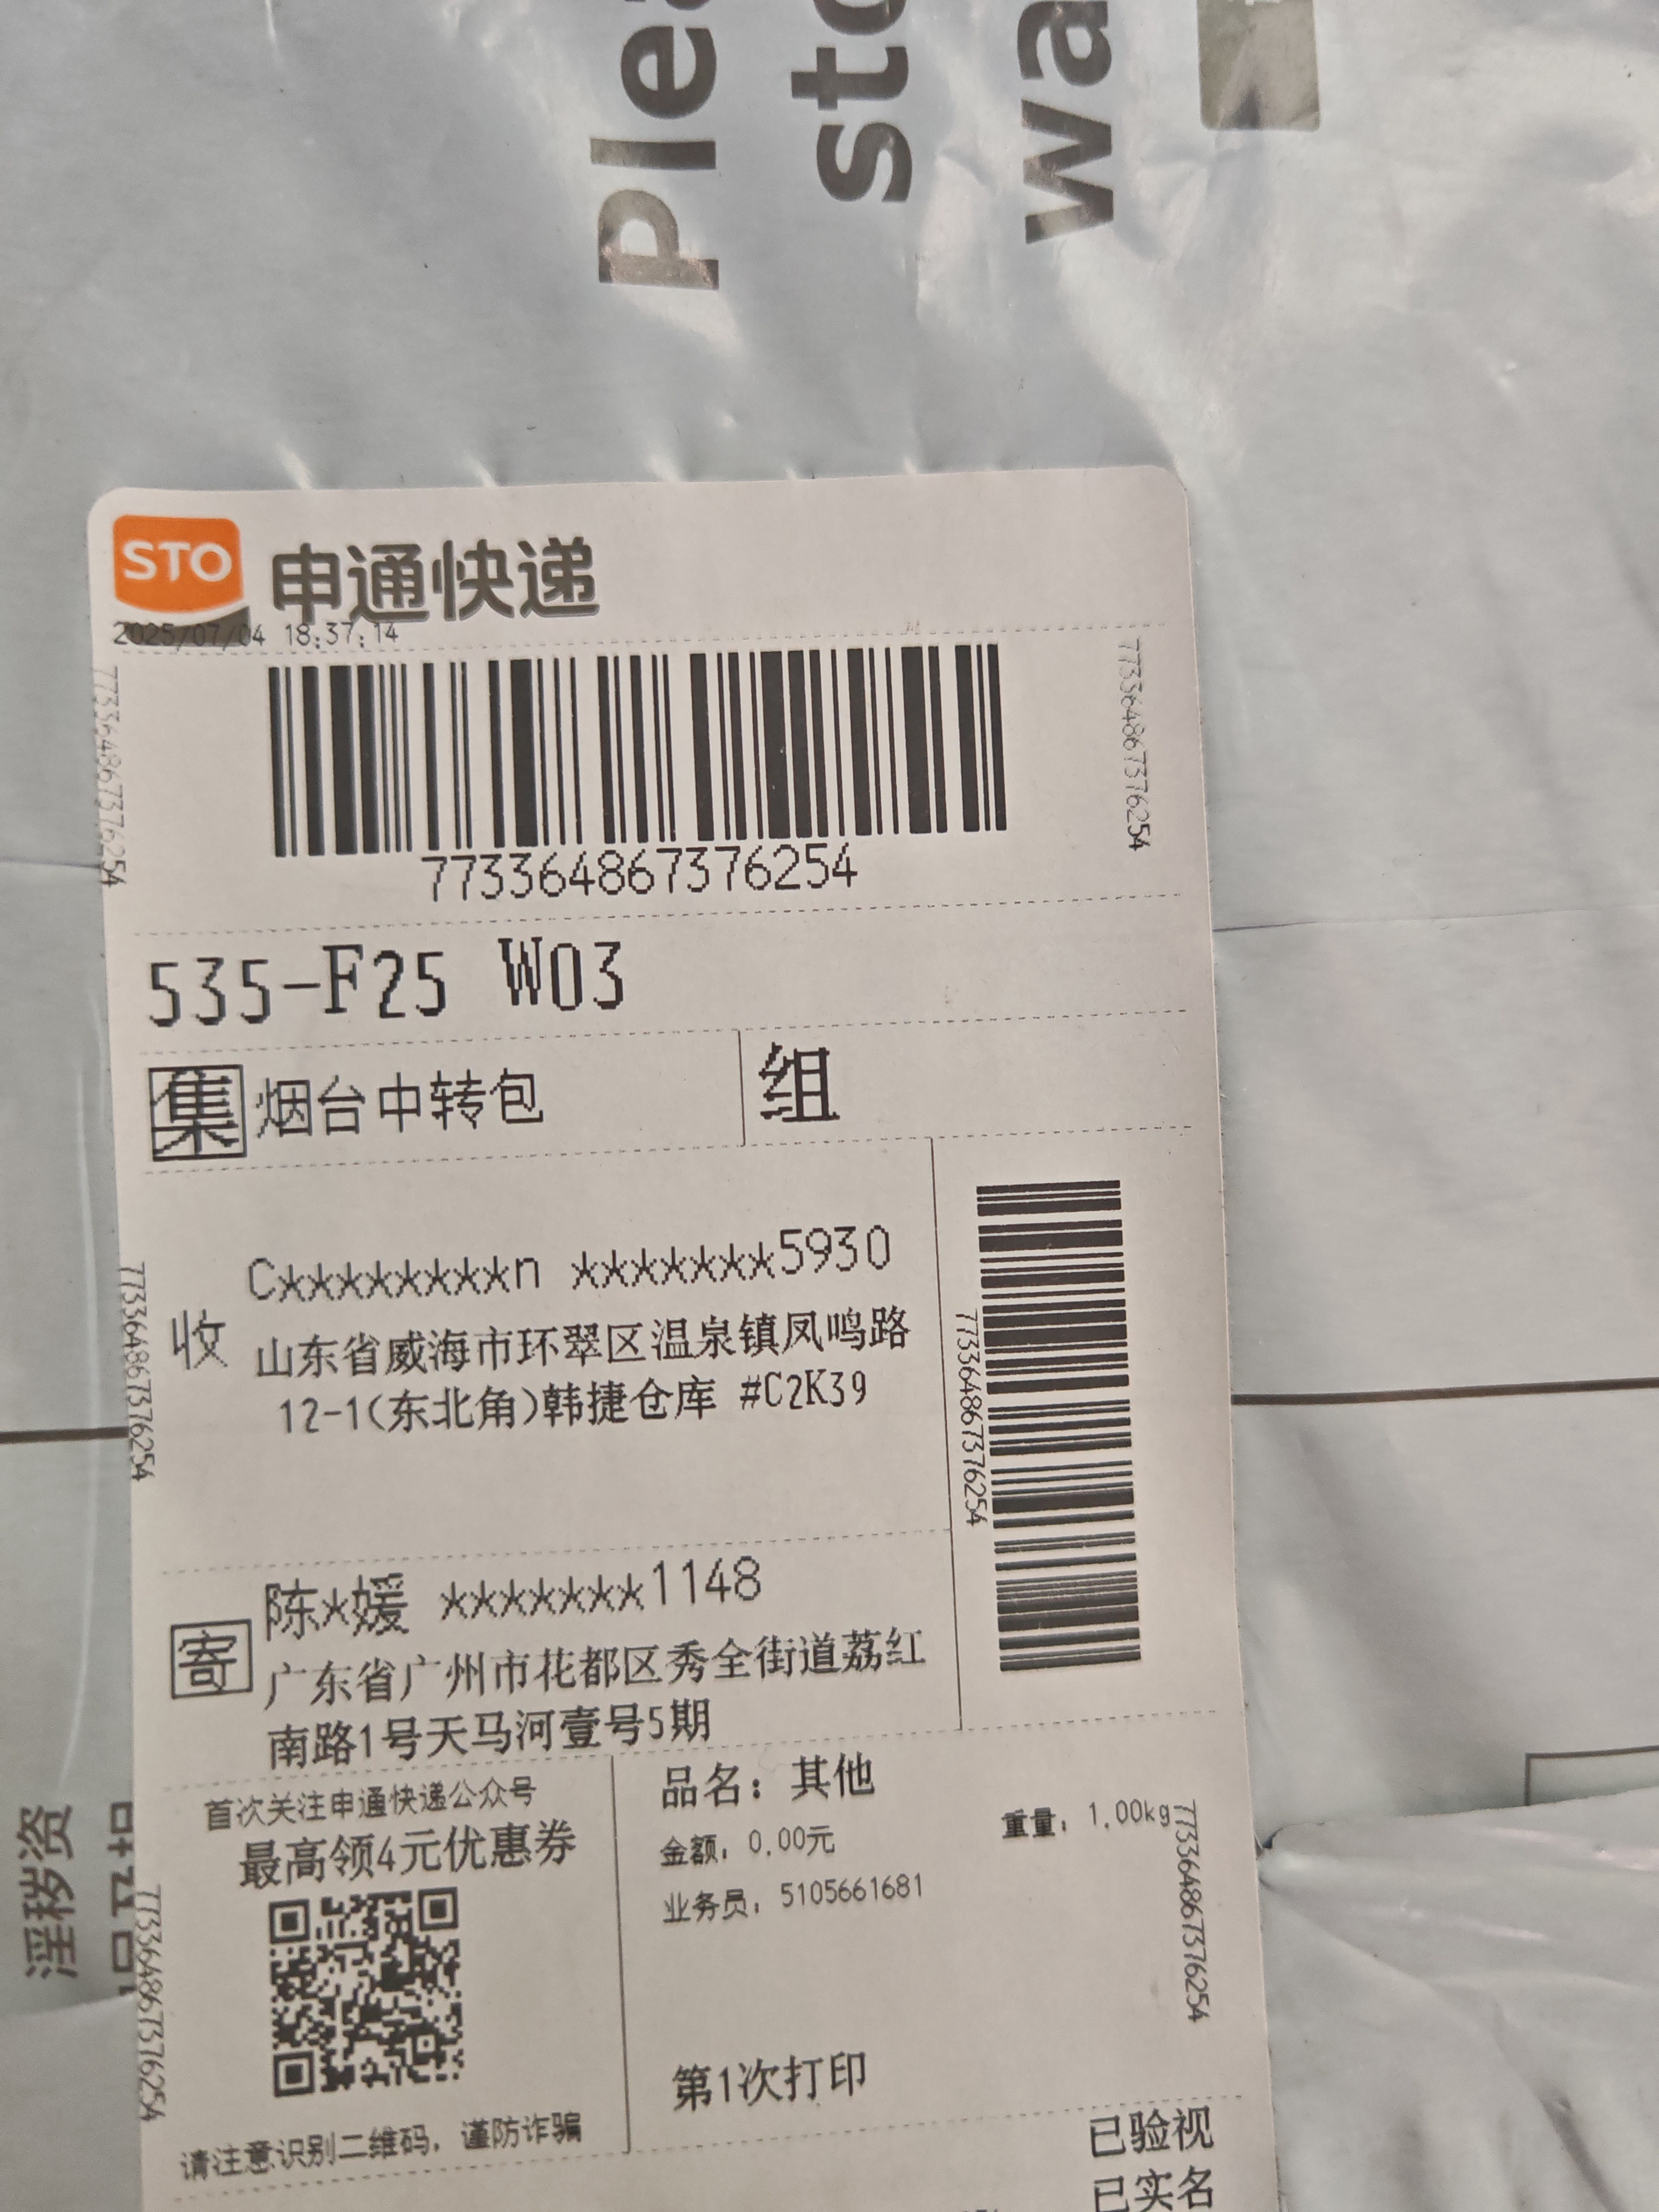 STO 申通快递
2025/07/04 18:37:14
773364867376254
773364867376254
773364867376254
535-F25 W03
集 烟台中转包
组
收
C********n *******5930
山东省威海市环翠区温泉镇凤鸣路
12-1(东北角)韩捷仓库 #C2K39
773364867376254
773364867376254
寄
陈*媛 *******1148
广东省广州市花都区秀全街道荔红
南路1号天马河壹号5期
首次关注申通快递公众号
最高领4元优惠券
请注意识别二维码，谨防诈骗
品名：其他
金额：0.00元
重量：1.00kg
业务员：5105661681
第1次打印
773364867376254
773364867376254
已验视
已实名
淫秽资